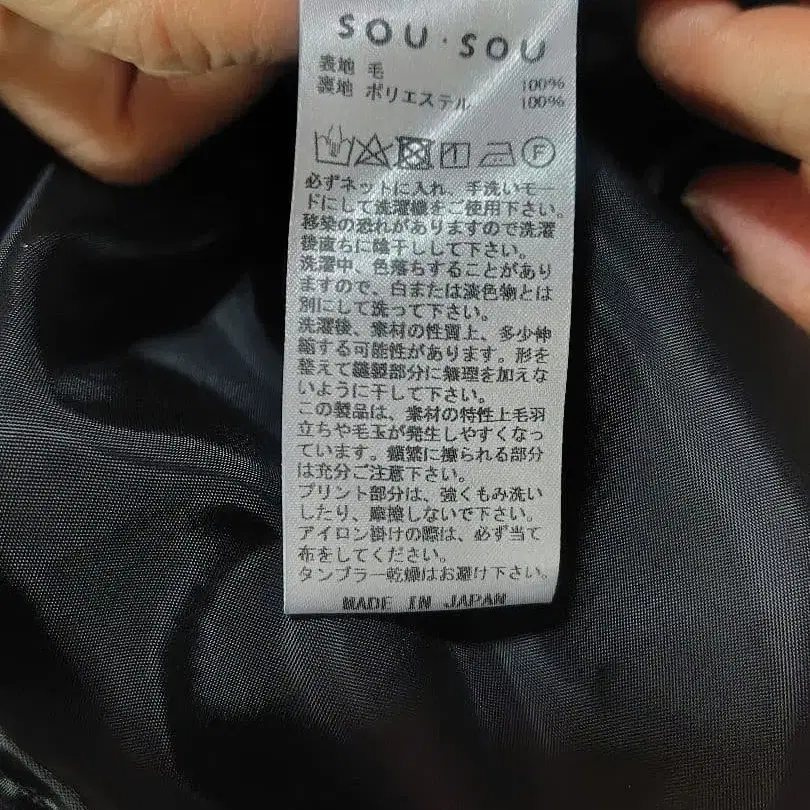 SOU・SOU
表地 毛 100%
裏地 ポリエステル 100%
F
必ずネットに入れ、手洗いモー
ドにして洗濯機をご使用下さい。
移染の恐れがありますので洗濯
後直ちに陰干しして下さい。
洗濯中、色落ちすることがあり
ますので、白または淡色物とは
別にして洗って下さい。
洗濯後、素材の性質上、多少伸
縮する可能性があります。形を
整えて縫製部分に無理を加えな
いように干して下さい。
この製品は、素材の特性上毛羽
立ちや毛玉が発生しやすくなっ
ています。頻繁に擦られる部分
は充分ご注意下さい。
プリント部分は、強くもみ洗い
したり、摩擦しないで下さい。
アイロン掛けの際は、必ず当て
布をしてください。
タンブラー乾燥はお避け下さい。
MADE IN JAPAN